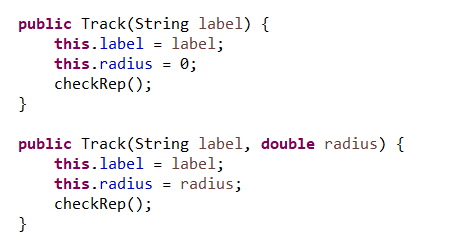 public Track(String label) {
    this.label = label;
    this.radius = 0;
    checkRep();
}

public Track(String label, double radius) {
    this.label = label;
    this.radius = radius;
    checkRep();
}